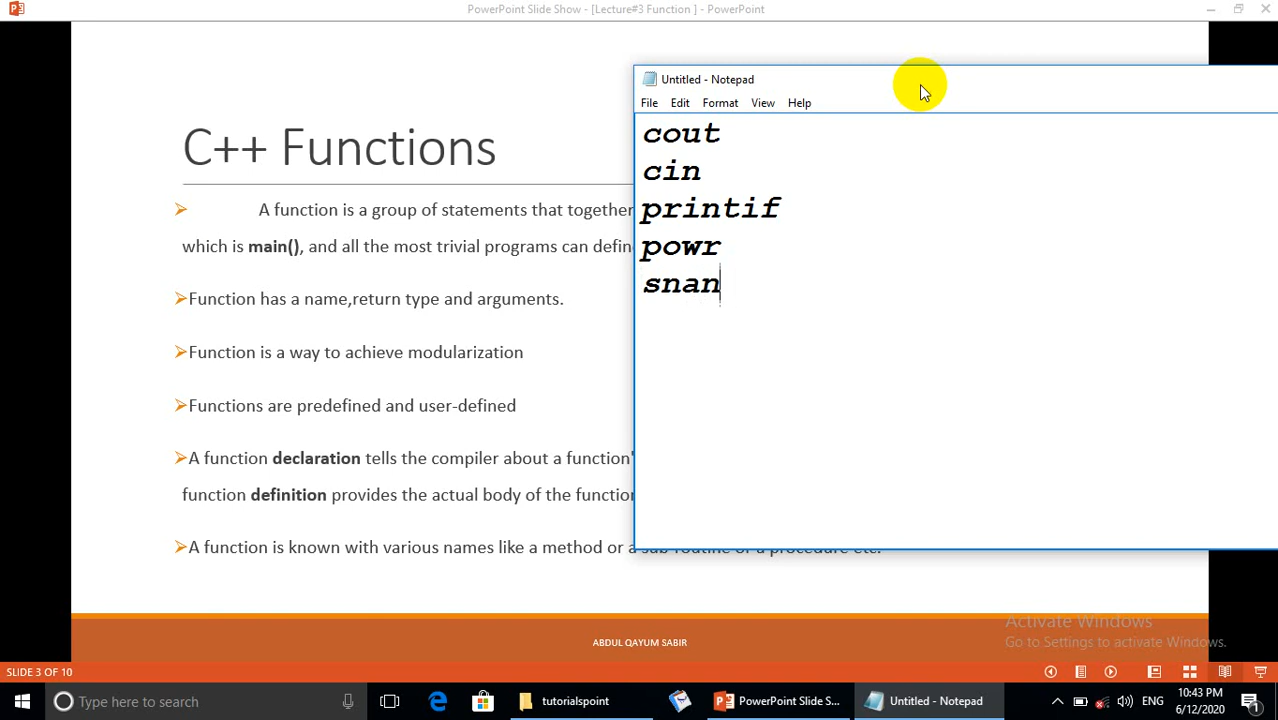 PowerPoint Slide Show - [Lecture#3 Function ] - PowerPoint
C++ Functions
A function is a group of statements that together
which is main(), and all the most trivial programs can defin
Function has a name,return type and arguments.
Function is a way to achieve modularization
Functions are predefined and user-defined
A function declaration tells the compiler about a function'
function definition provides the actual body of the function
A function is known with various names like a method or a sub-routine or a procedure etc.
ABDUL QAYUM SABIR
Untitled - Notepad
File Edit Format View Help
cout
cin
printif
powr
snan
Activate Windows
Go to Settings to activate Windows.
SLIDE 3 OF 10
Type here to search
tutorialspoint
PowerPoint Slide S...
Untitled - Notepad
ENG
10:43 PM
6/12/2020
1